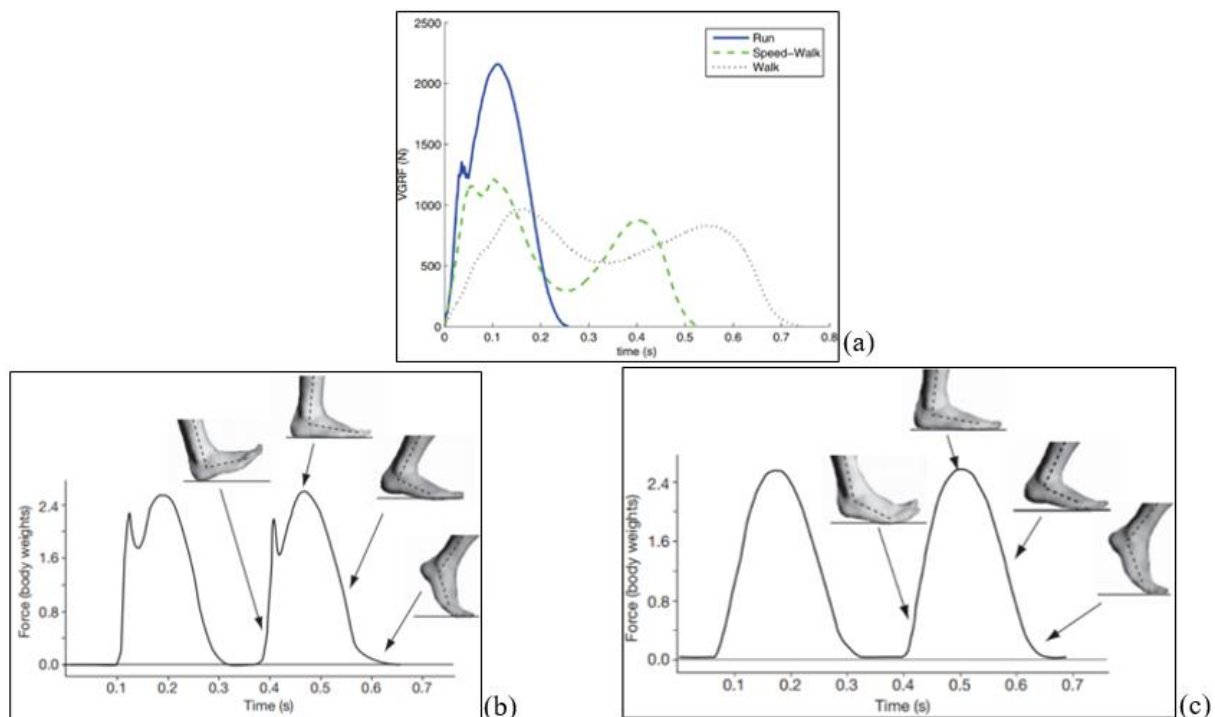 2500
2000
1500
1000
500
0
VGRF (N)
Run
Speed-Walk
Walk
0 0.1 0.2 0.3 0.4 0.5 0.6 0.7 0.8
time (s)
(a)
2.4
1.6
0.8
0.0
Force (body weights)
0.1 0.2 0.3 0.4 0.5 0.6 0.7
Time (s)
(b)
2.4
1.6
0.8
0.0
Force (body weights)
0.1 0.2 0.3 0.4 0.5 0.6 0.7
Time (s)
(c)